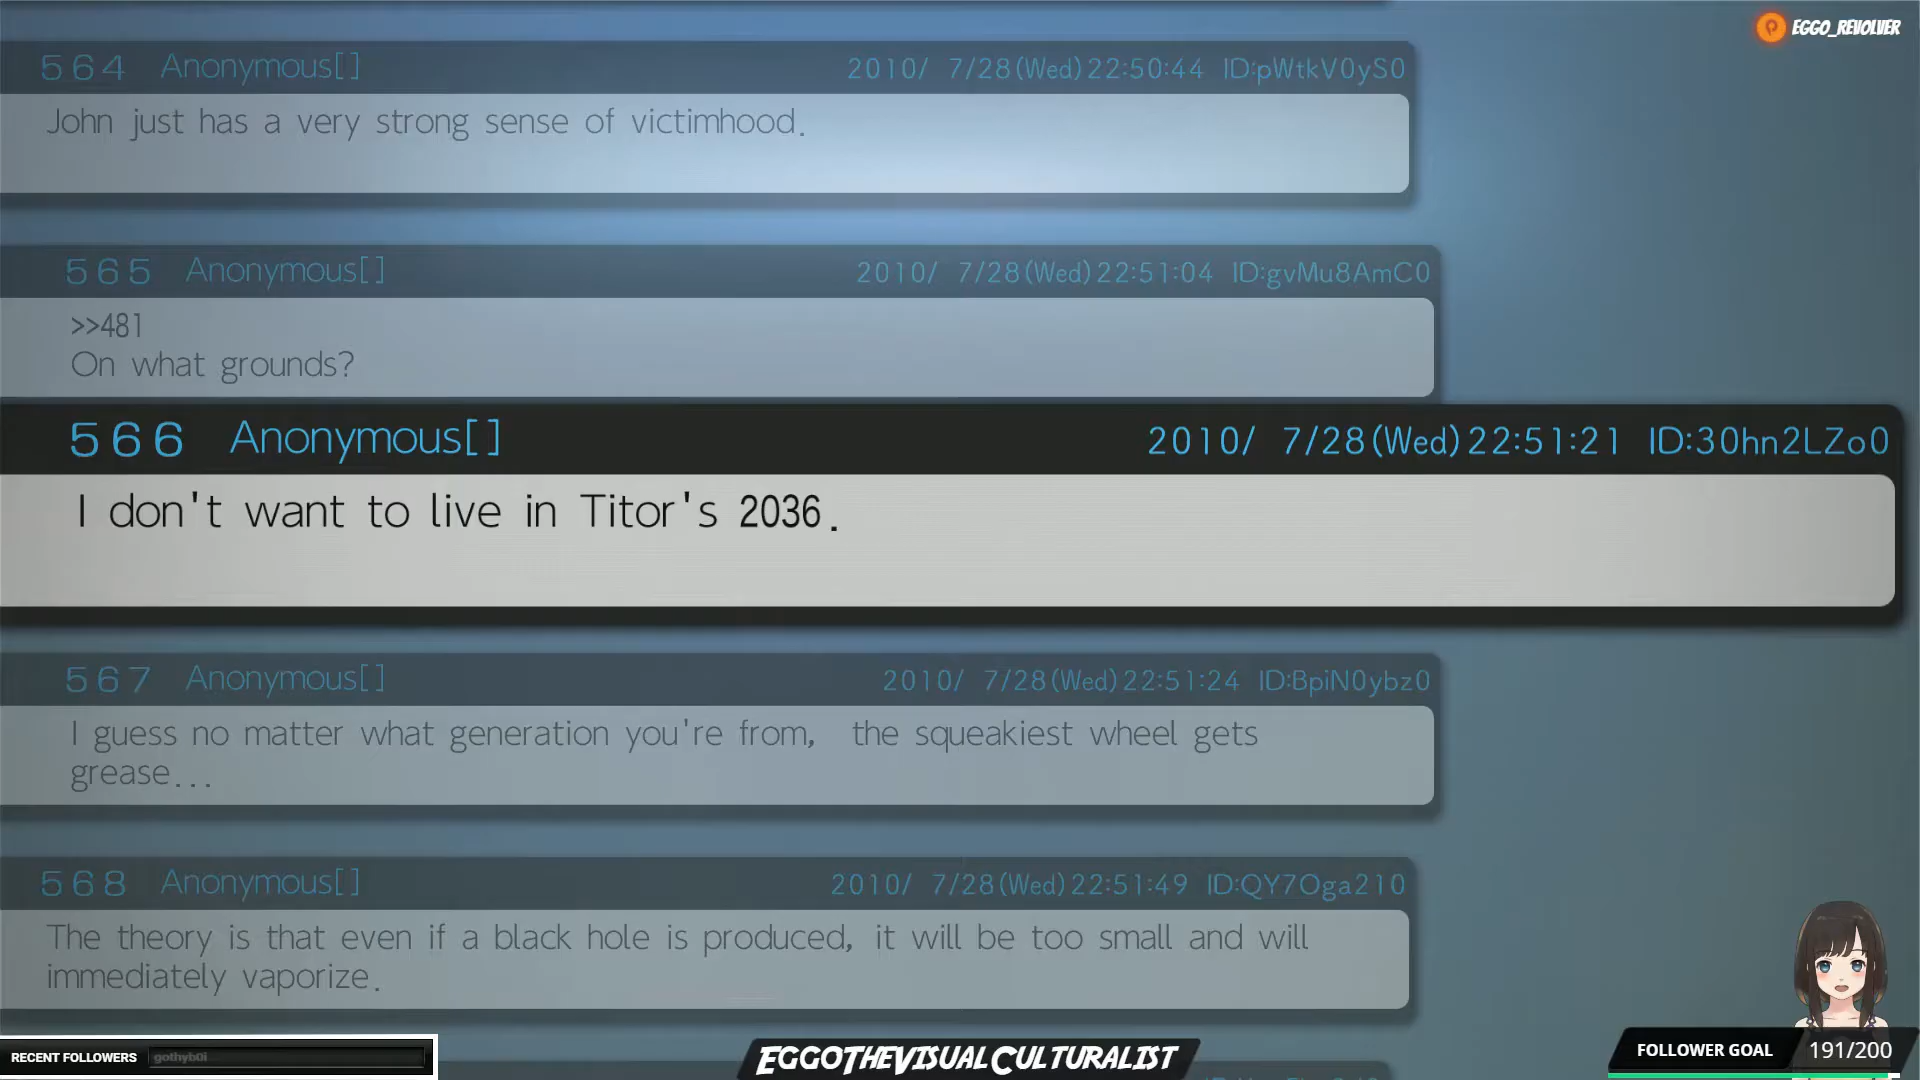 EGGO_REVOLVER
564 Anonymous[] 2010/ 7/28(Wed)22:50:44 ID:pWtkV0yS0
John just has a very strong sense of victimhood.
565 Anonymous[] 2010/ 7/28(Wed)22:51:04 ID:gvMu8AmC0
>>481
On what grounds?
566 Anonymous[] 2010/ 7/28(Wed)22:51:21 ID:30hn2LZo0
I don't want to live in Titor's 2036.
567 Anonymous[] 2010/ 7/28(Wed)22:51:24 ID:BpiN0ybz0
I guess no matter what generation you're from, the squeakiest wheel gets
grease...
568 Anonymous[] 2010/ 7/28(Wed)22:51:49 ID:QY7Oga210
The theory is that even if a black hole is produced, it will be too small and will
immediately vaporize.
RECENT FOLLOWERS gothyb0i
EGGOTHEVISUALCULTURALIST
FOLLOWER GOAL 191/200